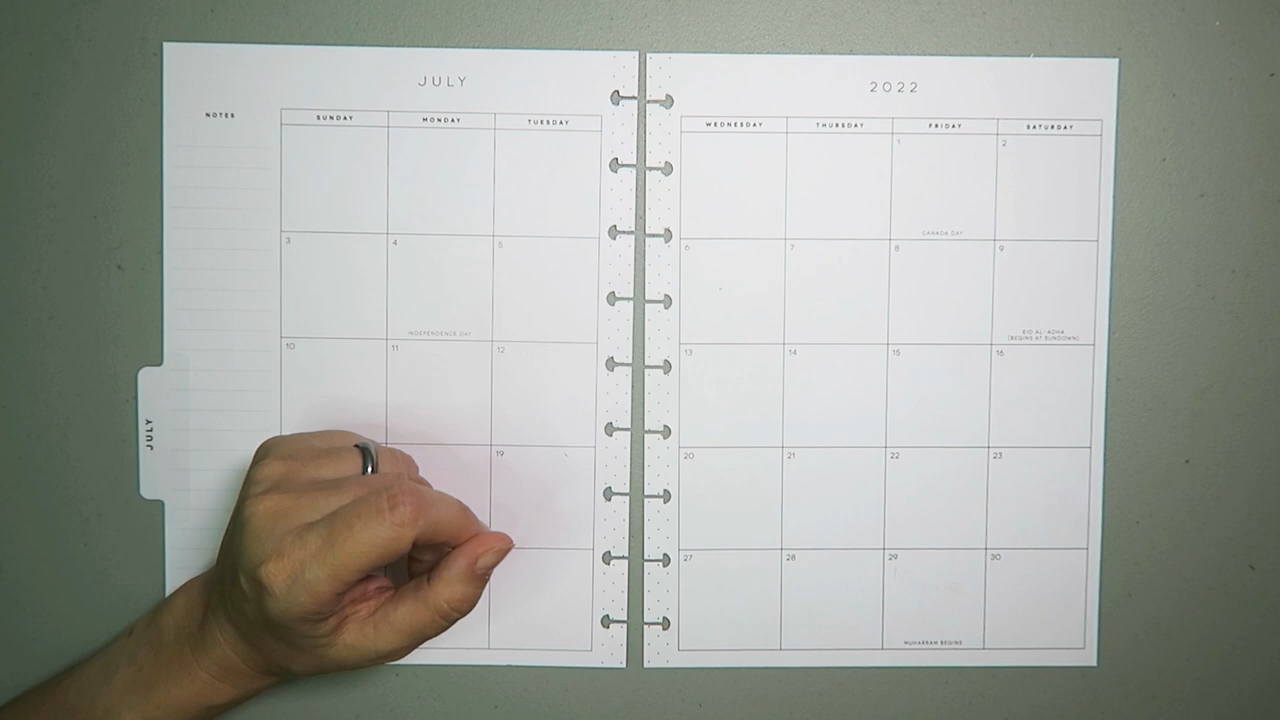 JULY
2022
NOTES
SUNDAY MONDAY TUESDAY WEDNESDAY THURSDAY FRIDAY SATURDAY
1 2
CANADA DAY
3 4 5 6 7 8 9
INDEPENDENCE DAY
EID AL-ADHA
(BEGINS AT SUNDOWN)
10 11 12 13 14 15 16
JULY
19 20 21 22 23
27 28 29 30
MUHARRAM BEGINS